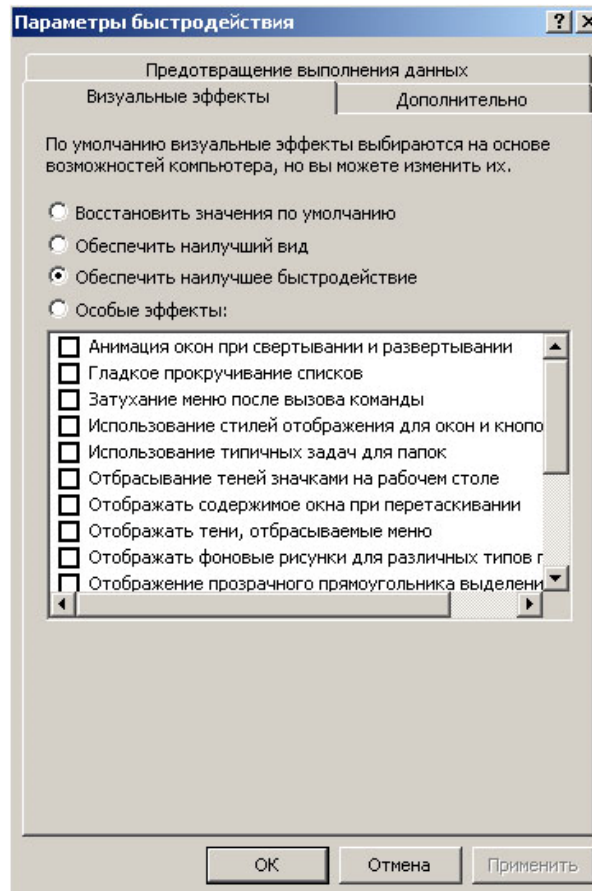 Параметры быстродействия
Предотвращение выполнения данных
Визуальные эффекты
Дополнительно
По умолчанию визуальные эффекты выбираются на основе
возможностей компьютера, но вы можете изменить их.
Восстановить значения по умолчанию
Обеспечить наилучший вид
Обеспечить наилучшее быстродействие
Особые эффекты:
Анимация окон при свертывании и развертывании
Гладкое прокручивание списков
Затухание меню после вызова команды
Использование стилей отображения для окон и кнопо
Использование типичных задач для папок
Отбрасывание теней значками на рабочем столе
Отображать содержимое окна при перетаскивании
Отображать тени, отбрасываемые меню
Отображать фоновые рисунки для различных типов п
Отображение прозрачного прямоугольника выделени
ОК
Отмена
Применить